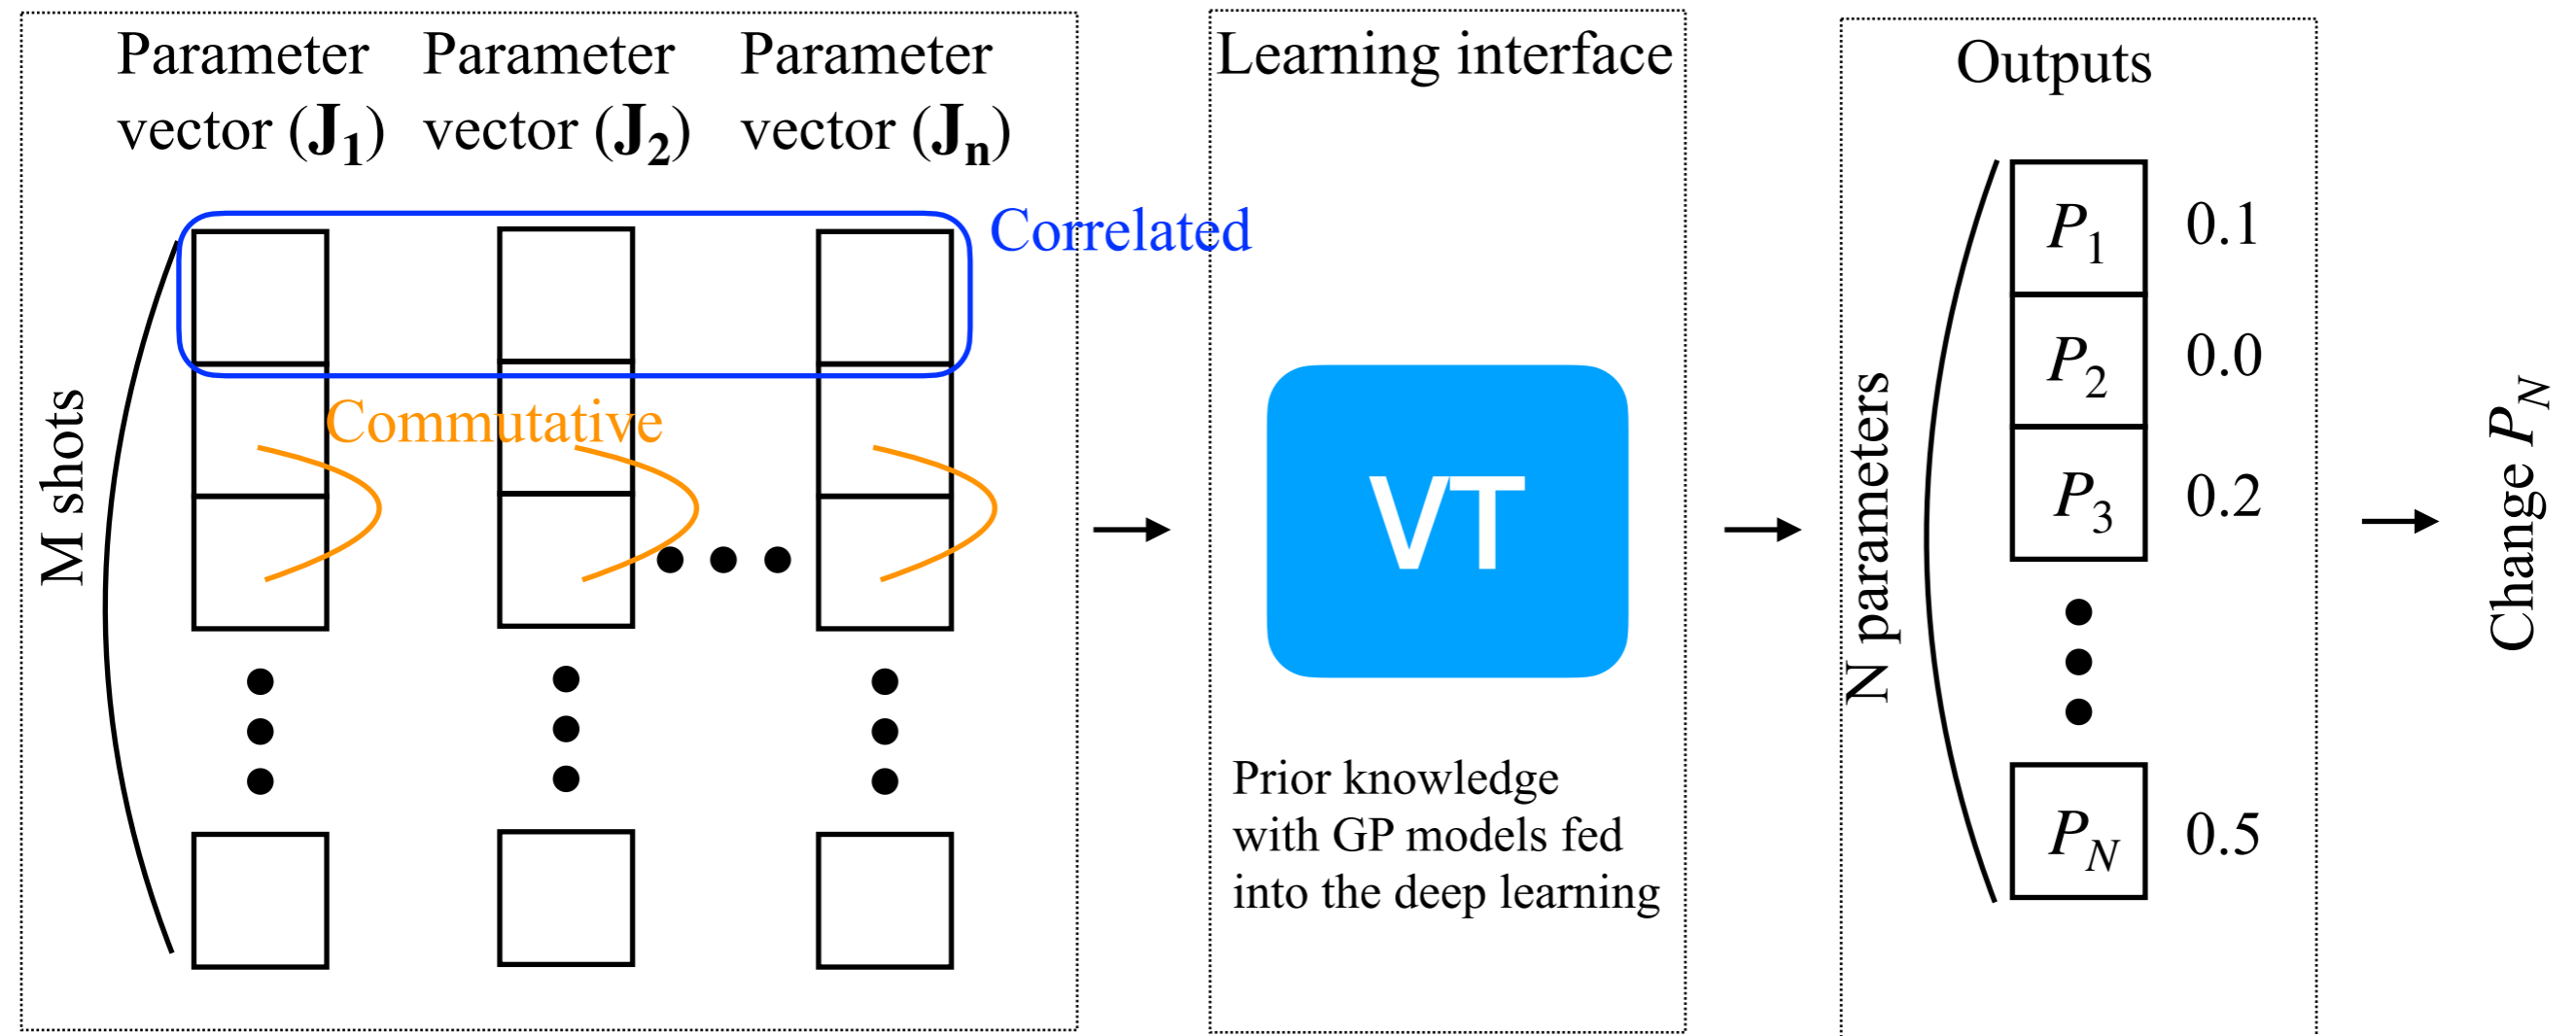 Parameter
vector (J1)
Parameter
vector (J2)
Parameter
vector (Jn)
Correlated
Commutative
M shots
Learning interface
VT
Prior knowledge
with GP models fed
into the deep learning
Outputs
N parameters
P1 0.1
P2 0.0
P3 0.2
PN 0.5
Change PN